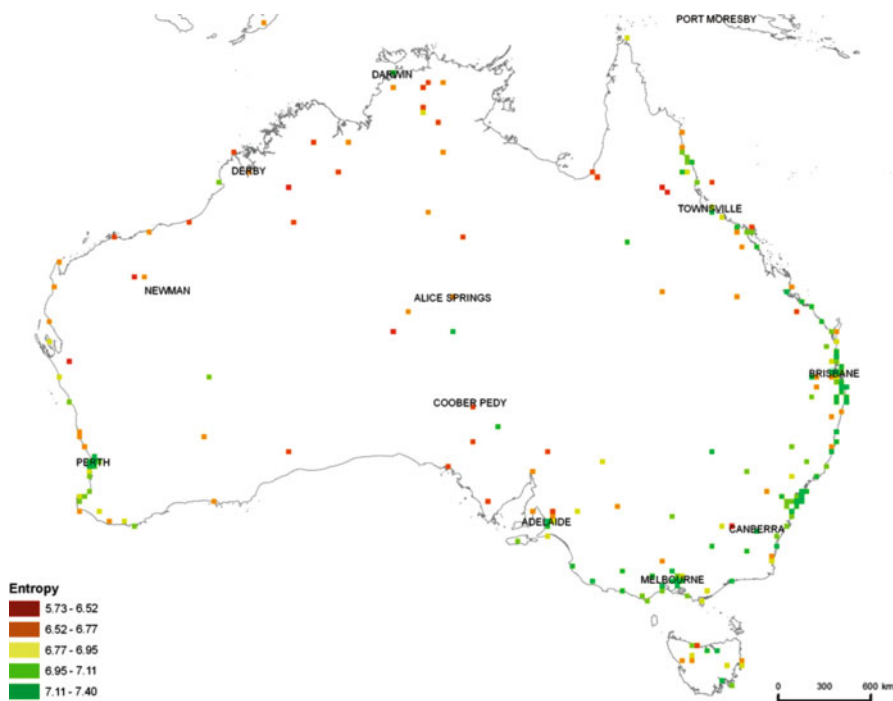 PORT MORESBY
DARWIN
DERBY
TOWNSVILLE
NEWMAN
ALICE SPRINGS
BRISBANE
COOBER PEDY
PERTH
ADELAIDE
CANBERRA
MELBOURNE
Entropy
5.73 - 6.52
6.52 - 6.77
6.77 - 6.95
6.95 - 7.11
7.11 - 7.40
0 300 600 km